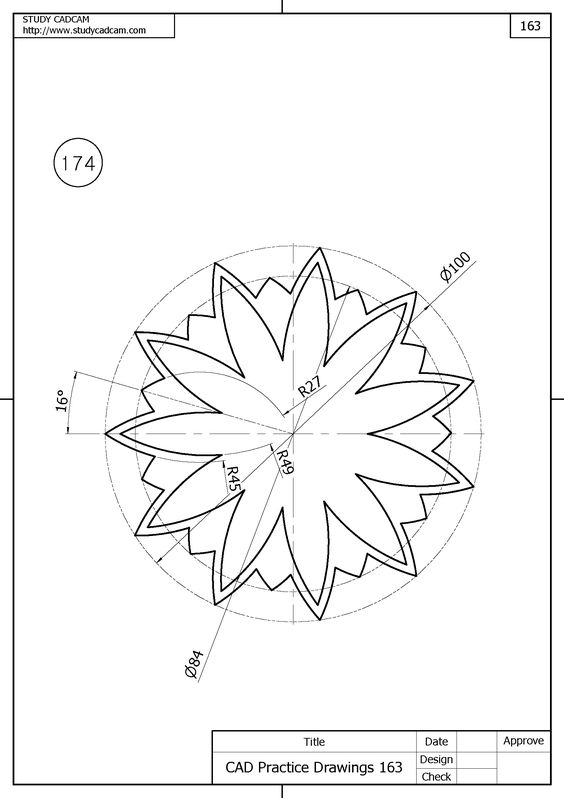 STUDY CADCAM
http://www.studycadcam.com
163
174
Ø100
16°
R27
R49
R45
Ø84
Title
Date
Approve
CAD Practice Drawings 163
Design
Check